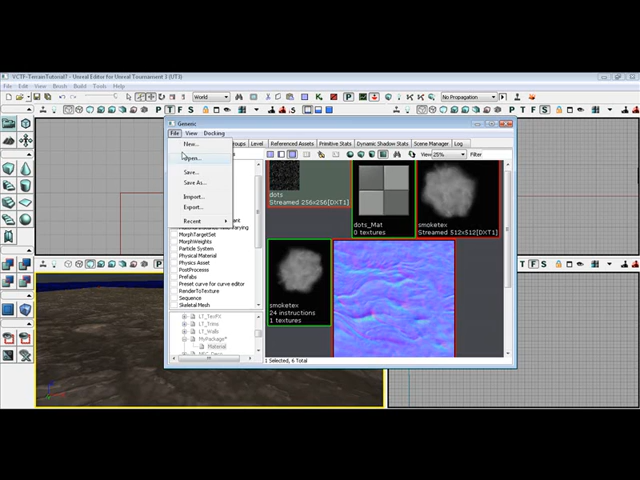 VCTF-TerrainTutorial7 - Unreal Editor for Unreal Tournament 3 (UT3)
File Edit View Brush Build Tools Help
World
No Propagation
P T F S
Generic
File View Docking
Groups Level Referenced Assets Primitive Stats Dynamic Shadow Stats Scene Manager Log
View 25% Filter
New...
Open...
Save...
Save As...
Import...
Export...
Recent
MorphTargetSet
MorphWeights
Particle System
Physical Material
Physics Asset
PostProcess
Prefabs
Preset curve for curve editor
RenderToTexture
Sequence
Skeletal Mesh
LT_TexFX
LT_Trims
LT_Walls
MyPackage*
Material
dots
Streamed 256x256[DXT1]
dots_Mat
0 textures
smoketex
Streamed 512x512[DXT1]
smoketex
24 instructions
1 textures
1 Selected, 6 Total